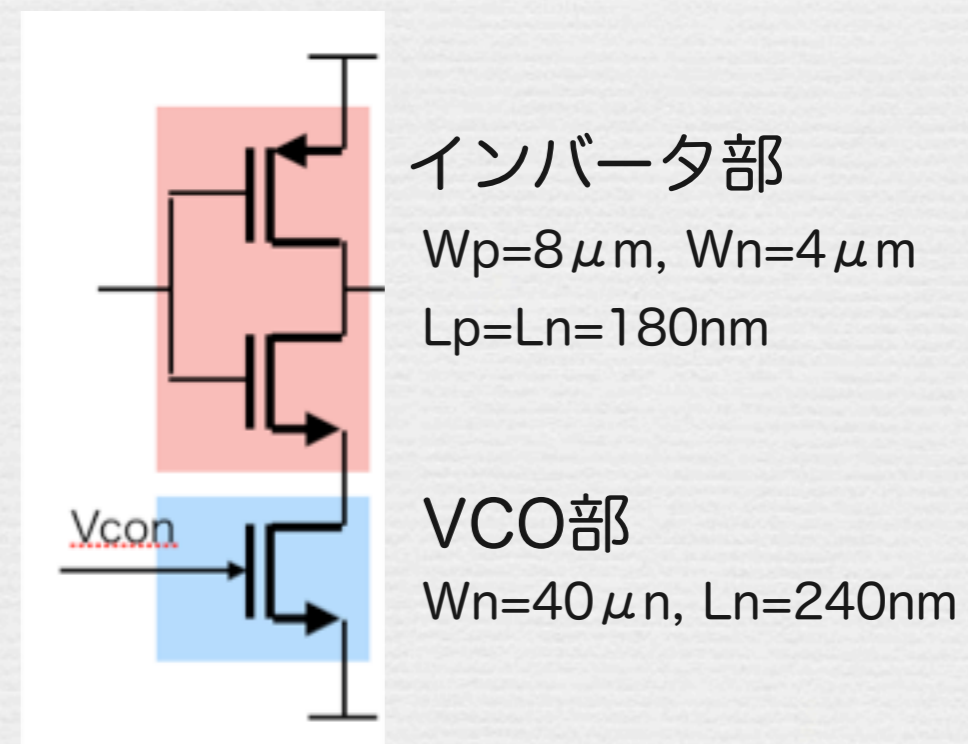 インバータ部
Wp=8μm, Wn=4μm
Lp=Ln=180nm
Vcon
VCO部
Wn=40μn, Ln=240nm